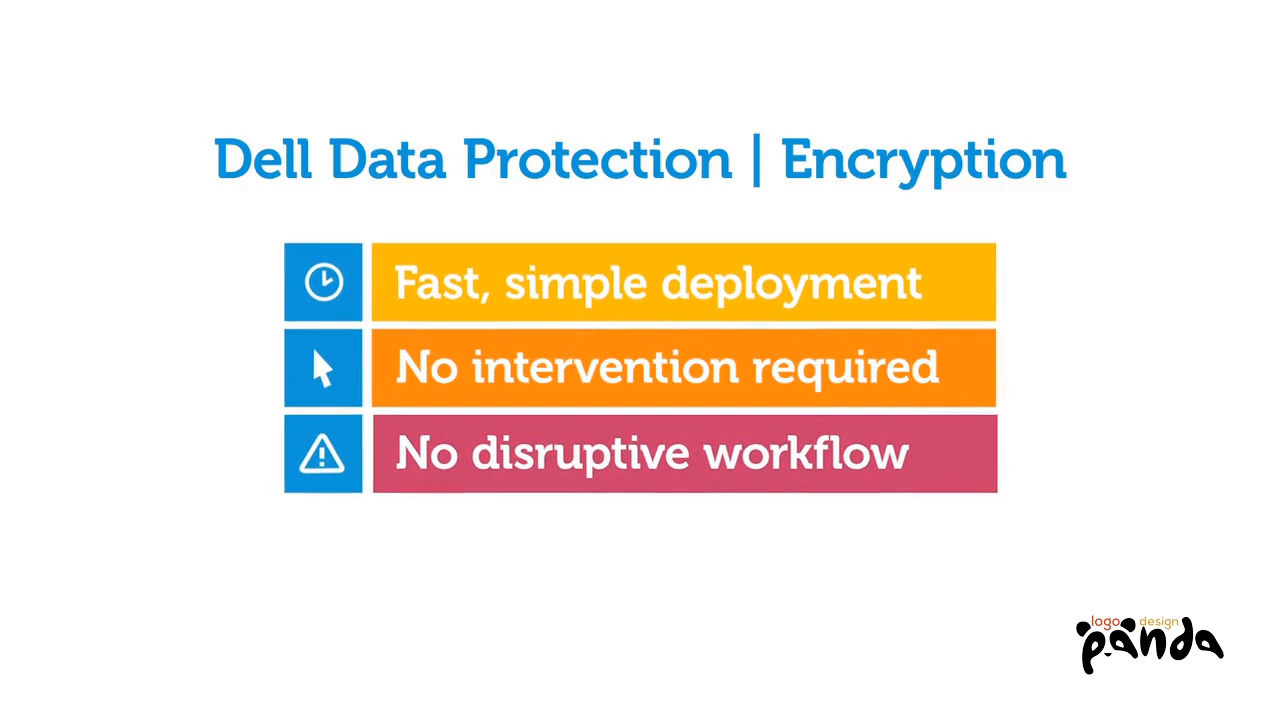 Dell Data Protection | Encryption
Fast, simple deployment
No intervention required
No disruptive workflow
logo design
panda